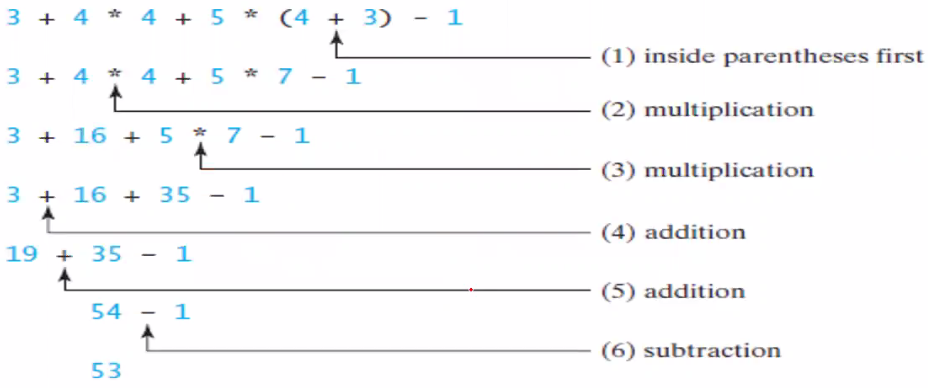 3 + 4 * 4 + 5 * (4 + 3) - 1
(1) inside parentheses first
3 + 4 * 4 + 5 * 7 - 1
(2) multiplication
3 + 16 + 5 * 7 - 1
(3) multiplication
3 + 16 + 35 - 1
(4) addition
19 + 35 - 1
(5) addition
54 - 1
(6) subtraction
53